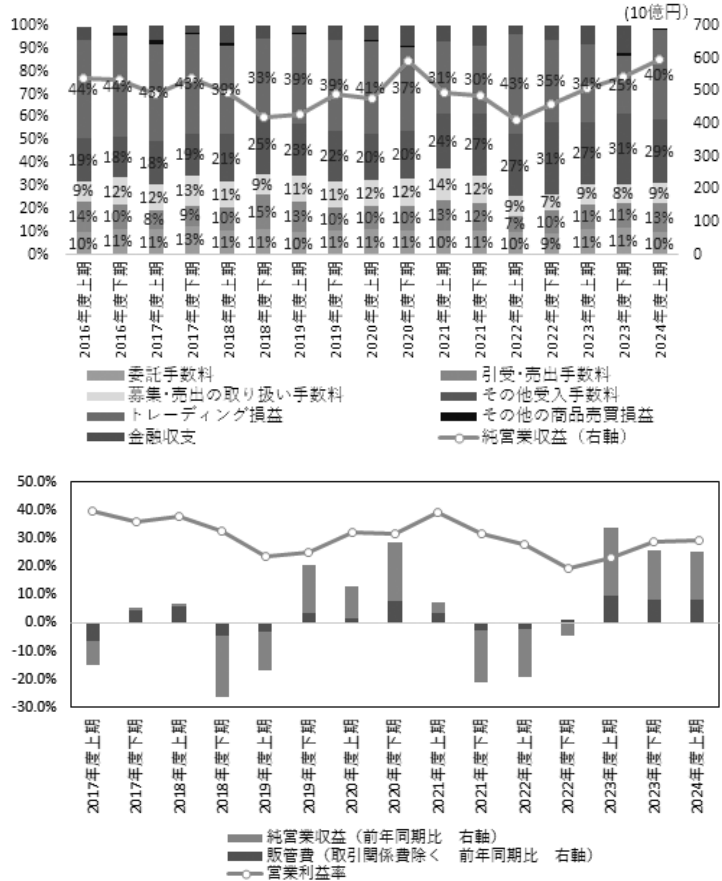 (10億円)
100% 90% 80% 70% 60% 50% 40% 30% 20% 10% 0%
700 600 500 400 300 200 100 0
44% 44% 43% 43% 39% 33% 39% 39% 41% 37% 31% 30% 43% 35% 34% 25% 40%
19% 18% 18% 19% 21% 25% 23% 22% 20% 20% 24% 27% 27% 31% 27% 31% 29%
9% 12% 12% 13% 11% 9% 11% 11% 12% 12% 14% 12% 9% 7% 9% 8% 9%
14% 10% 8% 9% 10% 15% 13% 10% 10% 10% 13% 12% 7% 10% 11% 11% 13%
10% 11% 11% 13% 11% 11% 10% 11% 11% 11% 10% 11% 10% 9% 11% 11% 10%
2016年度上期 2016年度下期 2017年度上期 2017年度下期 2018年度上期 2018年度下期 2019年度上期 2019年度下期 2020年度上期 2020年度下期 2021年度上期 2021年度下期 2022年度上期 2022年度下期 2023年度上期 2023年度下期 2024年度上期
委託手数料 引受・売出手数料
募集・売出の取り扱い手数料 その他受入手数料
トレーディング損益 その他の商品売買損益
金融収支 純営業収益（右軸）
50.0% 40.0% 30.0% 20.0% 10.0% 0.0% -10.0% -20.0% -30.0%
2017年度上期 2017年度下期 2018年度上期 2018年度下期 2019年度上期 2019年度下期 2020年度上期 2020年度下期 2021年度上期 2021年度下期 2022年度上期 2022年度下期 2023年度上期 2023年度下期 2024年度上期
純営業収益（前年同期比　右軸）
販管費（取引関係費除く　前年同期比　右軸）
営業利益率